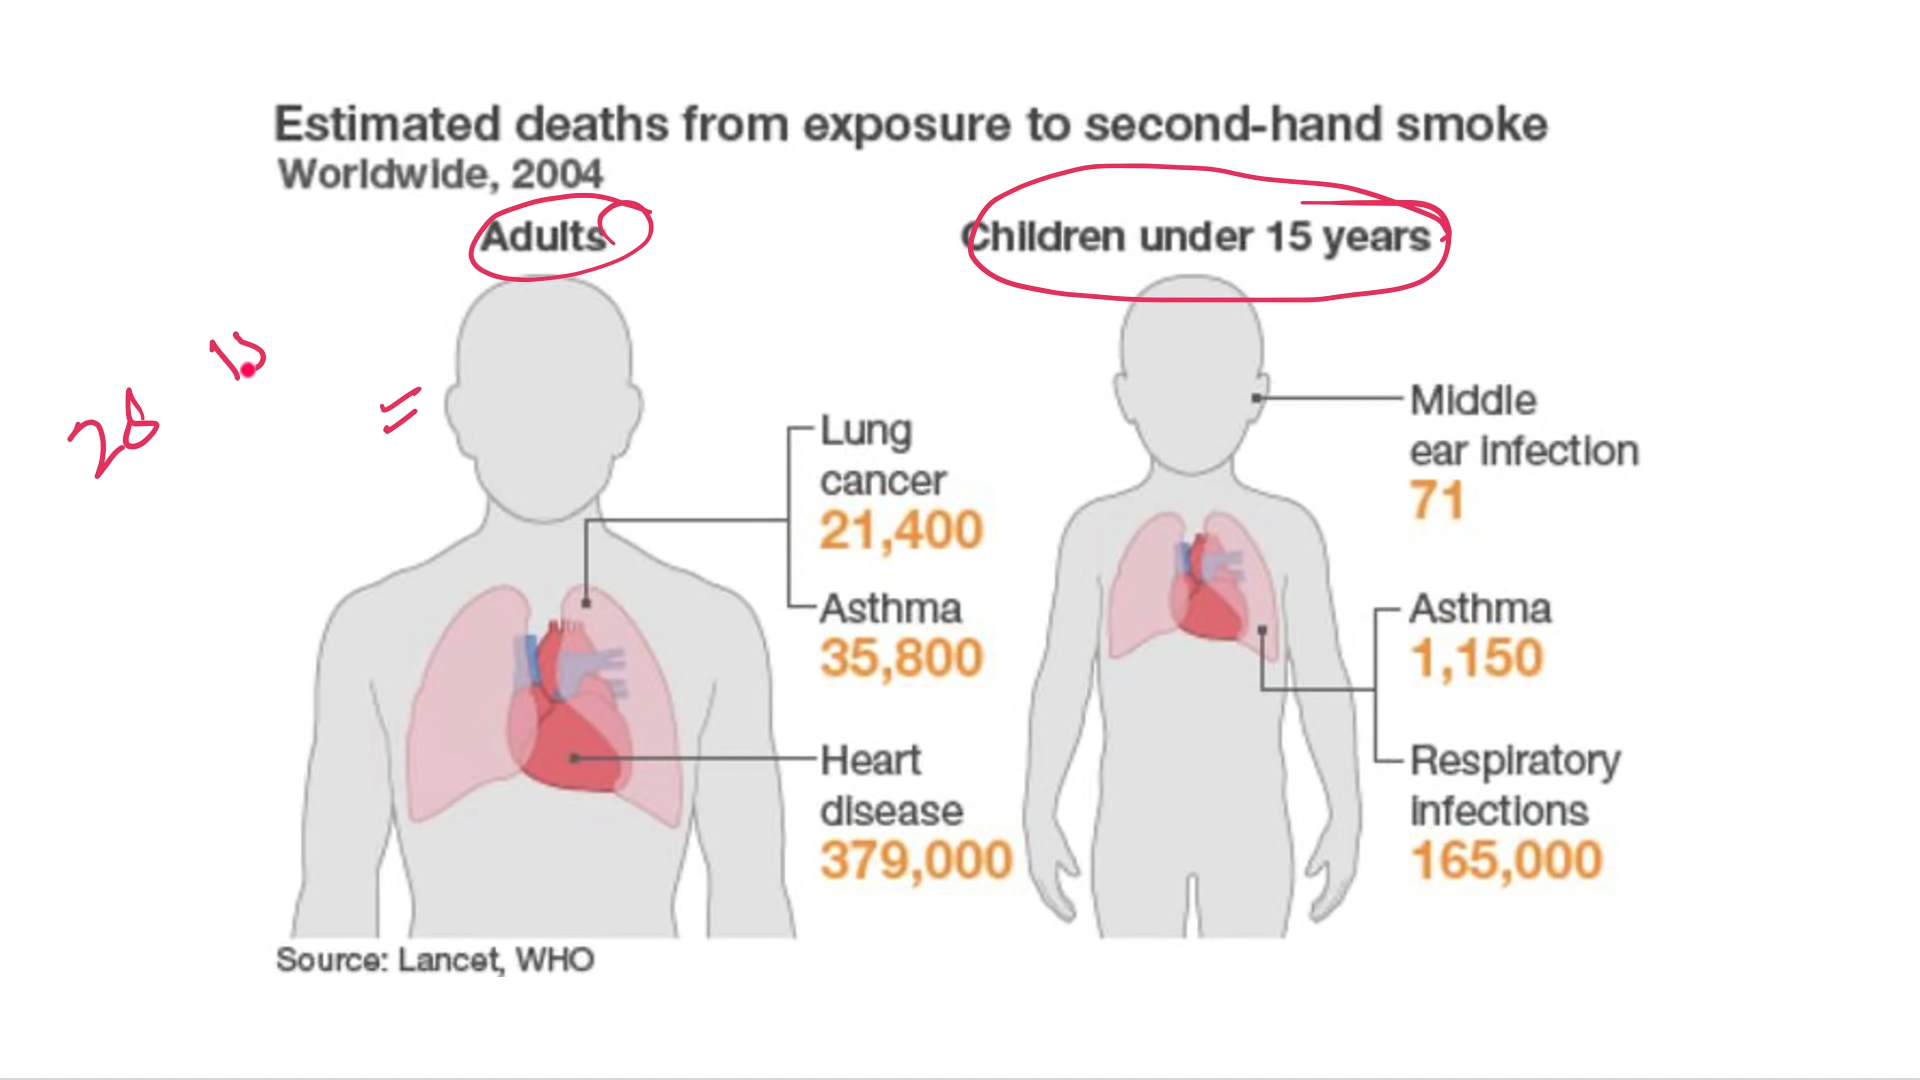 Estimated deaths from exposure to second-hand smoke
Worldwide, 2004
Adults
Children under 15 years
28
Lung
cancer
21,400
Asthma
35,800
Heart
disease
379,000
Middle
ear infection
71
Asthma
1,150
Respiratory
infections
165,000
Source: Lancet, WHO